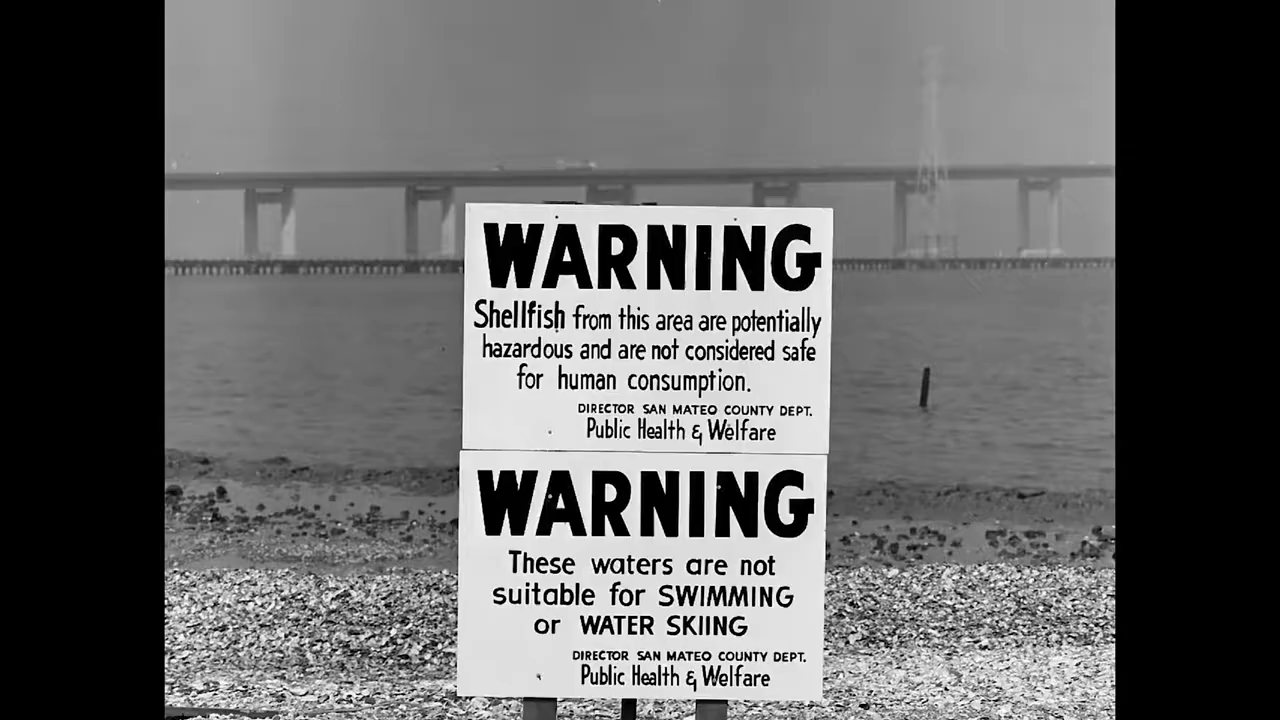 WARNING
Shellfish from this area are potentially
hazardous and are not considered safe
for human consumption.
DIRECTOR SAN MATEO COUNTY DEPT.
Public Health & Welfare
WARNING
These waters are not
suitable for SWIMMING
or WATER SKIING
DIRECTOR SAN MATEO COUNTY DEPT.
Public Health & Welfare